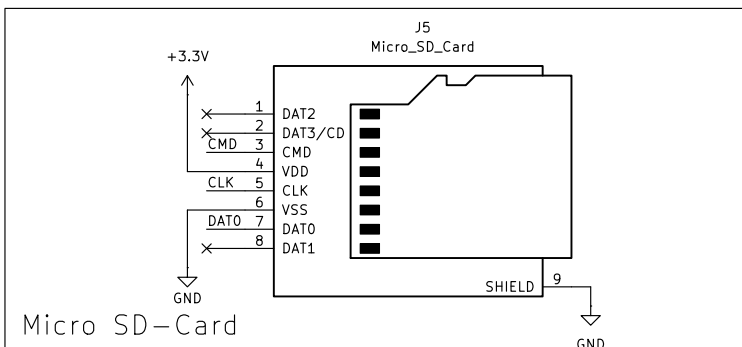 J5
Micro_SD_Card
+3.3V
1 DAT2
2 DAT3/CD
CMD 3 CMD
4 VDD
CLK 5 CLK
6 VSS
DAT0 7 DAT0
8 DAT1
SHIELD 9
GND
Micro SD-Card
GND